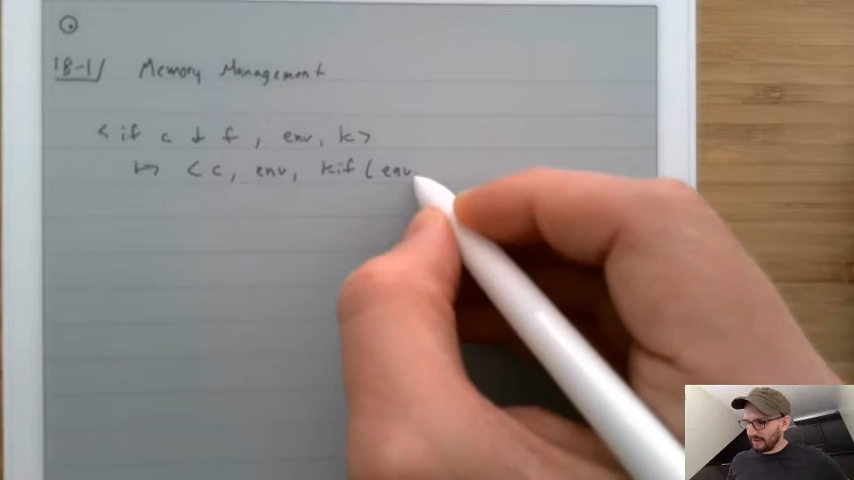 18-1/ Memory Management
< if c t f , env, k>
↦ < c, env, kif ( env